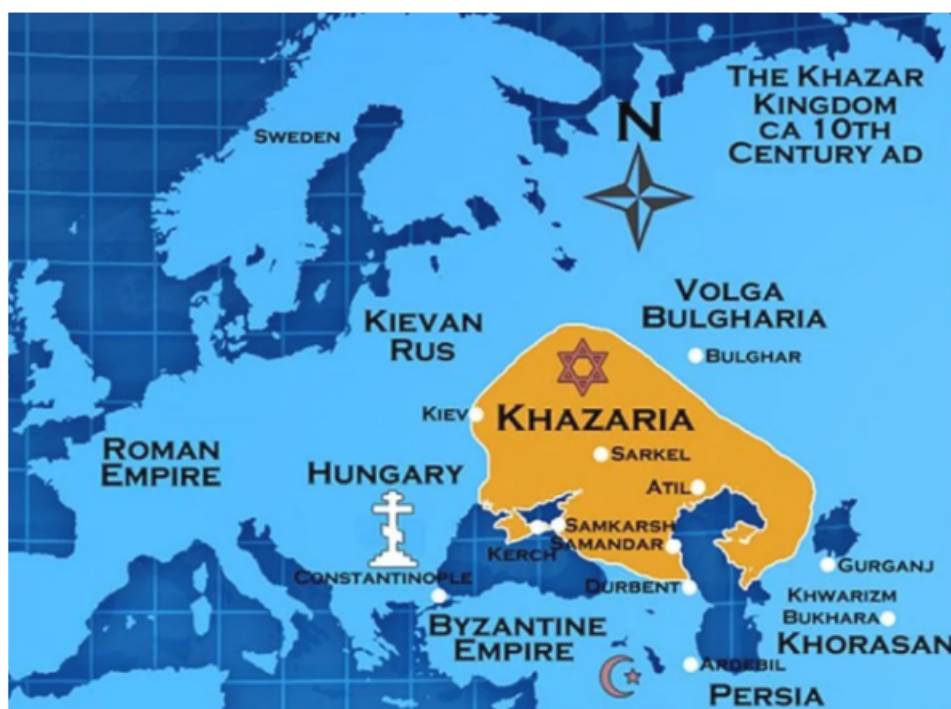 THE KHAZAR
KINGDOM
CA 10TH
CENTURY AD
N
SWEDEN
VOLGA
BULGHARIA
KIEVAN
RUS
BULGHAR
KIEV
KHAZARIA
ROMAN
EMPIRE
SARKEL
HUNGARY
ATIL
SAMKARSH
KERCH
SAMANDAR
GURGANJ
CONSTANTINOPLE
DURBENT
KHWARIZM
BUKHARA
BYZANTINE
EMPIRE
KHORASAN
ARDEBIL
PERSIA